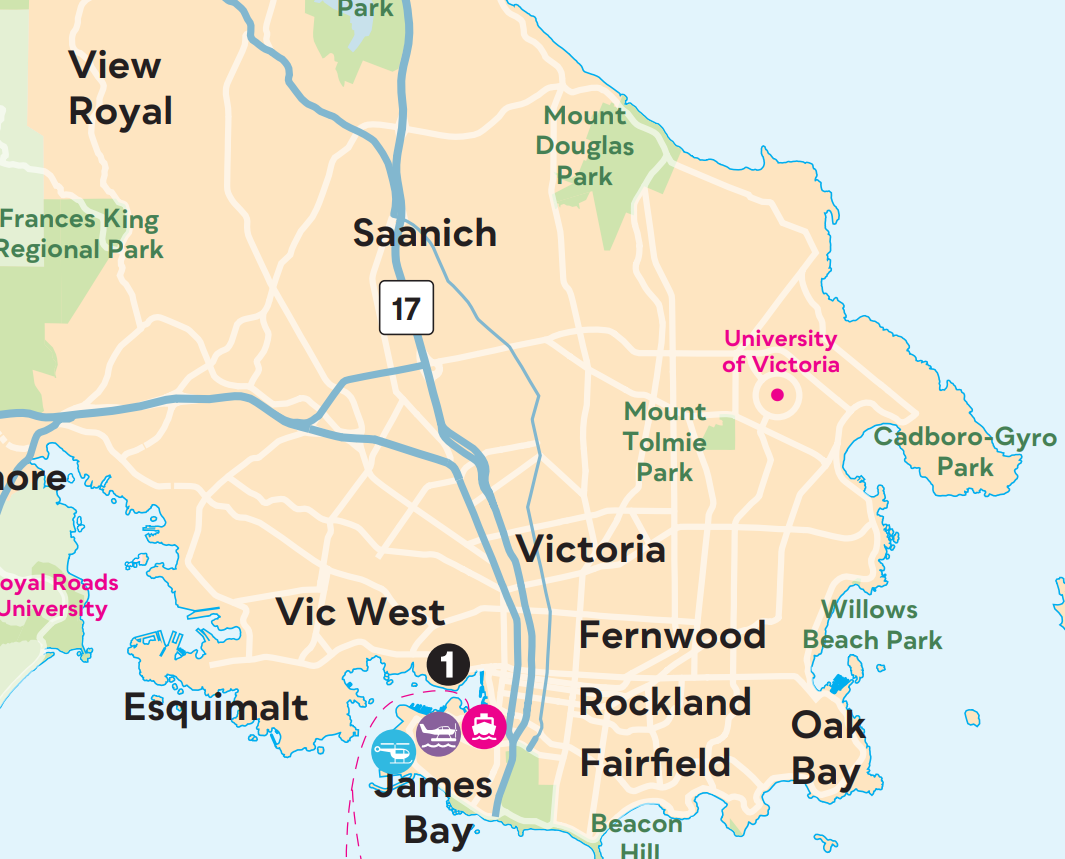 Park
View
Royal
Mount
Douglas
Park
Frances King
Regional Park
Saanich
17
University
of Victoria
Mount
Tolmie
Park
Cadboro-Gyro
Park
ore
Victoria
oyal Roads
University
Vic West
Willows
Beach Park
Fernwood
1
Esquimalt
Rockland
Oak
Bay
Fairfield
James
Bay
Beacon
Hill